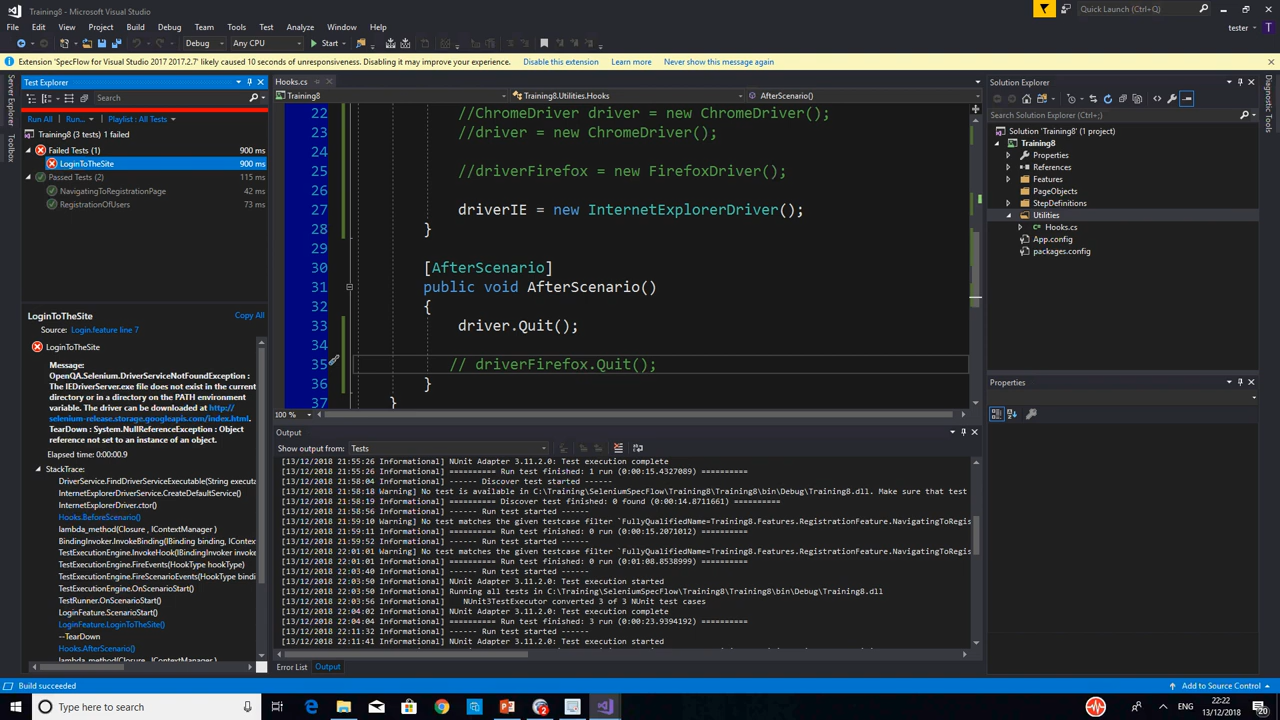 Training8 - Microsoft Visual Studio
Quick Launch (Ctrl+Q)
File Edit View Project Build Debug Team Tools Test Analyze Window Help
tester T
Debug Any CPU Start
Extension 'SpecFlow for Visual Studio 2017 2017.2.7' likely caused 10 seconds of unresponsiveness. Disabling it may improve your experience. Disable this extension Learn more Never show this message again
Server Explorer
Toolbox
Test Explorer
Search
Run All Run... Playlist : All Tests
Training8 (3 tests) 1 failed
Failed Tests (1) 900 ms
LoginToTheSite 900 ms
Passed Tests (2) 115 ms
NavigatingToRegistrationPage 42 ms
RegistrationOfUsers 73 ms
LoginToTheSite Copy All
Source: Login.feature line 7
LoginToTheSite
Message:
OpenQA.Selenium.DriverServiceNotFoundException :
The IEDriverServer.exe file does not exist in the current
directory or in a directory on the PATH environment
variable. The driver can be downloaded at http://
selenium-release.storage.googleapis.com/index.html.
TearDown : System.NullReferenceException : Object
reference not set to an instance of an object.
Elapsed time: 0:00:00.9
StackTrace:
DriverService.FindDriverServiceExecutable(String executa
InternetExplorerDriverService.CreateDefaultService()
InternetExplorerDriver.ctor()
Hooks.BeforeScenario()
lambda_method(Closure , IContextManager )
BindingInvoker.InvokeBinding(IBinding binding, IConte
TestExecutionEngine.InvokeHook(IBindingInvoker invoke
TestExecutionEngine.FireEvents(HookType hookType)
TestExecutionEngine.FireScenarioEvents(HookType bind
TestExecutionEngine.OnScenarioStart()
TestRunner.OnScenarioStart()
LoginFeature.ScenarioStart()
LoginFeature.LoginToTheSite()
--TearDown
Hooks.AfterScenario()
lambda_method(Closure , IContextManager )
Hooks.cs
Training8 Training8.Utilities.Hooks AfterScenario()
22 //ChromeDriver driver = new ChromeDriver();
23 //driver = new ChromeDriver();
24
25 //driverFirefox = new FirefoxDriver();
26
27 driverIE = new InternetExplorerDriver();
28 }
29
30 [AfterScenario]
31 public void AfterScenario()
32 {
33 driver.Quit();
34
35 // driverFirefox.Quit();
36 }
37 }
100 %
Output
Show output from: Tests
[13/12/2018 21:55:26 Informational] NUnit Adapter 3.11.2.0: Test execution complete
[13/12/2018 21:55:26 Informational] ========== Run test finished: 1 run (0:00:15.4327089) ==========
[13/12/2018 21:58:04 Informational] ------ Discover test started ------
[13/12/2018 21:58:18 Warning] No test is available in C:\Training\SeleniumSpecFlow\Training8\Training8\bin\Debug\Training8.dll. Make sure that test
[13/12/2018 21:58:19 Informational] ========== Discover test finished: 0 found (0:00:14.8711661) ==========
[13/12/2018 21:58:56 Informational] ------ Run test started ------
[13/12/2018 21:59:10 Warning] No test matches the given testcase filter `FullyQualifiedName=Training8.Features.RegistrationFeature.NavigatingToRegis
[13/12/2018 21:59:11 Informational] ========== Run test finished: 0 run (0:00:15.2071012) ==========
[13/12/2018 21:59:52 Informational] ------ Run test started ------
[13/12/2018 22:01:01 Warning] No test matches the given testcase filter `FullyQualifiedName=Training8.Features.RegistrationFeature.NavigatingToRegis
[13/12/2018 22:01:01 Informational] ========== Run test finished: 0 run (0:01:08.8539389) ==========
[13/12/2018 22:03:40 Informational] ------ Run test started ------
[13/12/2018 22:03:50 Informational] NUnit Adapter 3.11.2.0: Test execution started
[13/12/2018 22:03:50 Informational] Running all tests in C:\Training\SeleniumSpecFlow\Training8\Training8\bin\Debug\Training8.dll
[13/12/2018 22:03:56 Informational] NUnit3TestExecutor converted 3 of 3 NUnit test cases
[13/12/2018 22:04:02 Informational] NUnit Adapter 3.11.2.0: Test execution complete
[13/12/2018 22:04:04 Informational] ========== Run test finished: 3 run (0:00:23.9394192) ==========
[13/12/2018 22:11:32 Informational] ------ Run test started ------
[13/12/2018 22:11:41 Informational] NUnit Adapter 3.11.2.0: Test execution started
Error List Output
Solution Explorer
Search Solution Explorer (Ctrl+;)
Solution 'Training8' (1 project)
Training8
Properties
References
Features
PageObjects
StepDefinitions
Utilities
Hooks.cs
App.config
packages.config
Properties
Diagnostic Tools
Build succeeded
Add to Source Control
Type here to search
22:22
13/12/2018
20